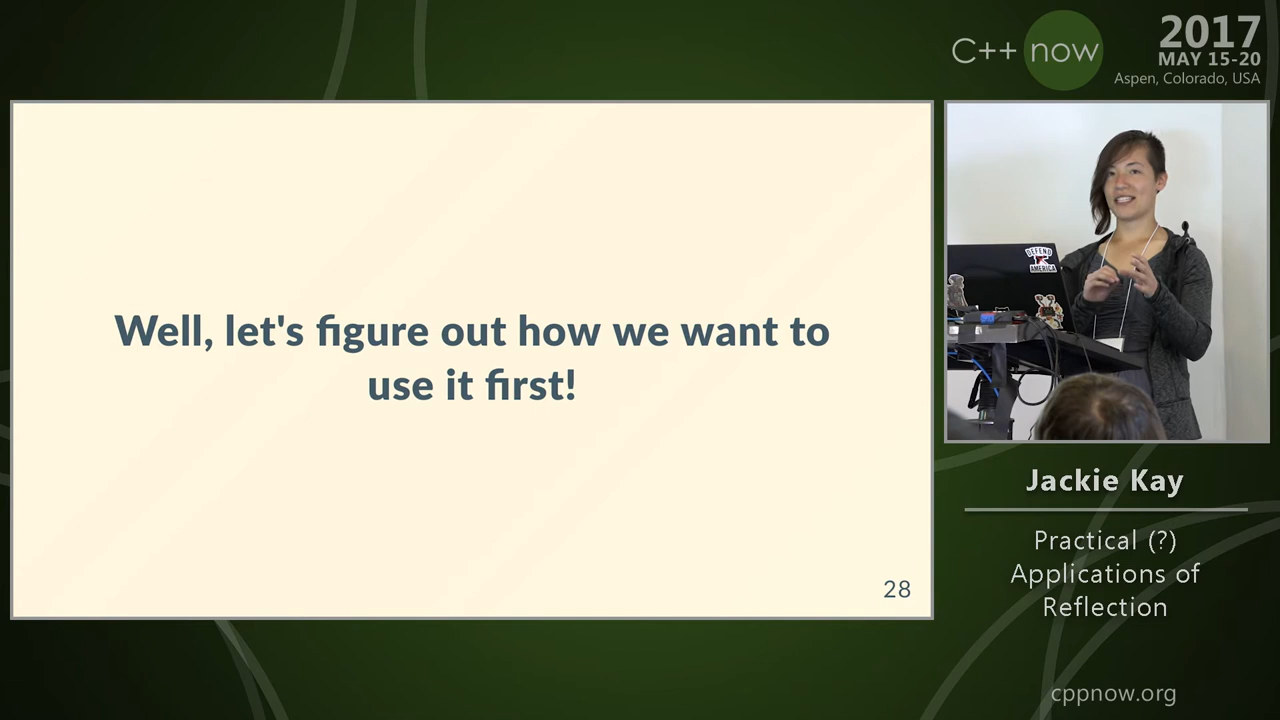 C++ now
2017
MAY 15-20
Aspen, Colorado, USA
Well, let's figure out how we want to
use it first!
28
DEFEND
AMERICA
Jackie Kay
Practical (?)
Applications of
Reflection
cppnow.org